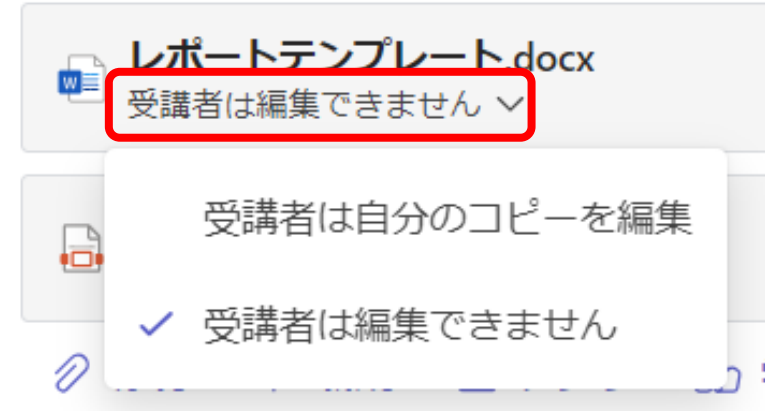 レポートテンプレート.docx
受講者は編集できません
受講者は自分のコピーを編集
受講者は編集できません